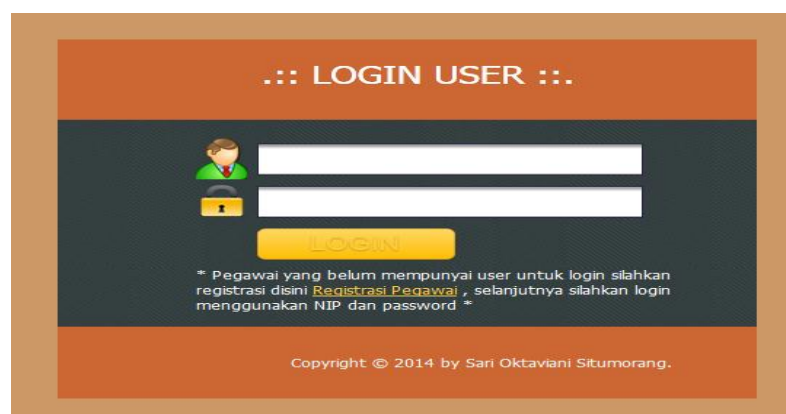 .:: LOGIN USER ::.
LOGIN
* Pegawai yang belum mempunyai user untuk login silahkan
registrasi disini Registrasi Pegawai , selanjutnya silahkan login
menggunakan NIP dan password *
Copyright © 2014 by Sari Oktaviani Situmorang.